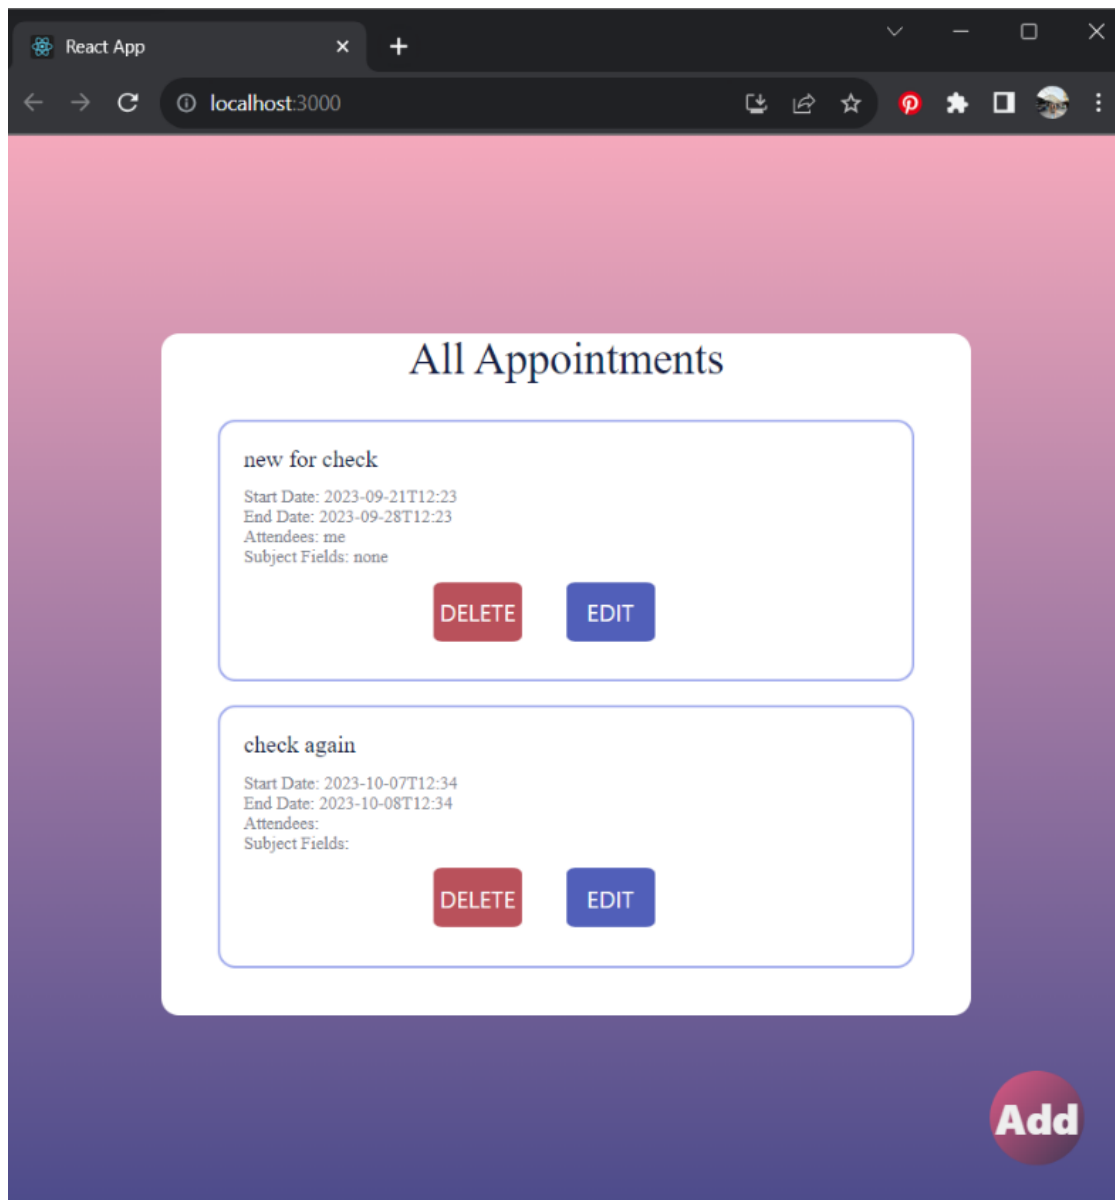 React App
localhost:3000
All Appointments
new for check
Start Date: 2023-09-21T12:23
End Date: 2023-09-28T12:23
Attendees: me
Subject Fields: none
DELETE EDIT
check again
Start Date: 2023-10-07T12:34
End Date: 2023-10-08T12:34
Attendees:
Subject Fields:
DELETE EDIT
Add